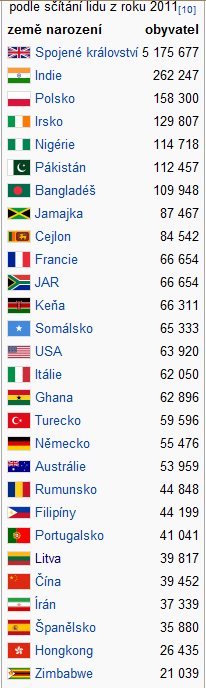 podle sčítání lidu z roku 2011[10]
země narození obyvatel
Spojené království 5 175 677
Indie 262 247
Polsko 158 300
Irsko 129 807
Nigérie 114 718
Pákistán 112 457
Bangladéš 109 948
Jamajka 87 467
Cejlon 84 542
Francie 66 654
JAR 66 654
Keňa 66 311
Somálsko 65 333
USA 63 920
Itálie 62 050
Ghana 62 896
Turecko 59 596
Německo 55 476
Austrálie 53 959
Rumunsko 44 848
Filipíny 44 199
Portugalsko 41 041
Litva 39 817
Čína 39 452
Írán 37 339
Španělsko 35 880
Hongkong 26 435
Zimbabwe 21 039